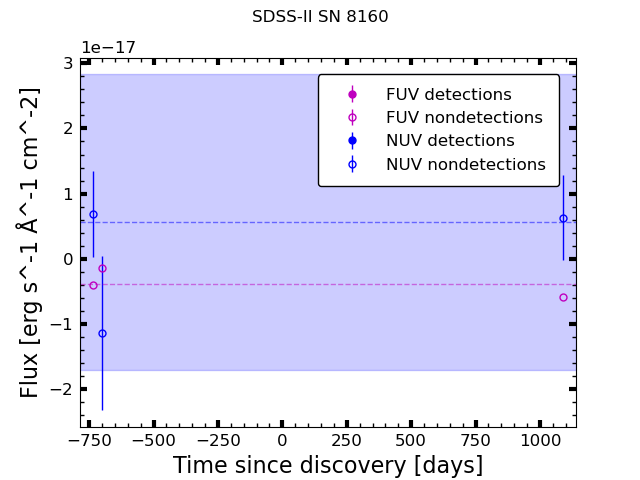 SDSS-II SN 8160
1e−17
3
2
1
0
−1
−2
Flux [erg s^-1 Å^-1 cm^-2]
FUV detections
FUV nondetections
NUV detections
NUV nondetections
−750 −500 −250 0 250 500 750 1000
Time since discovery [days]